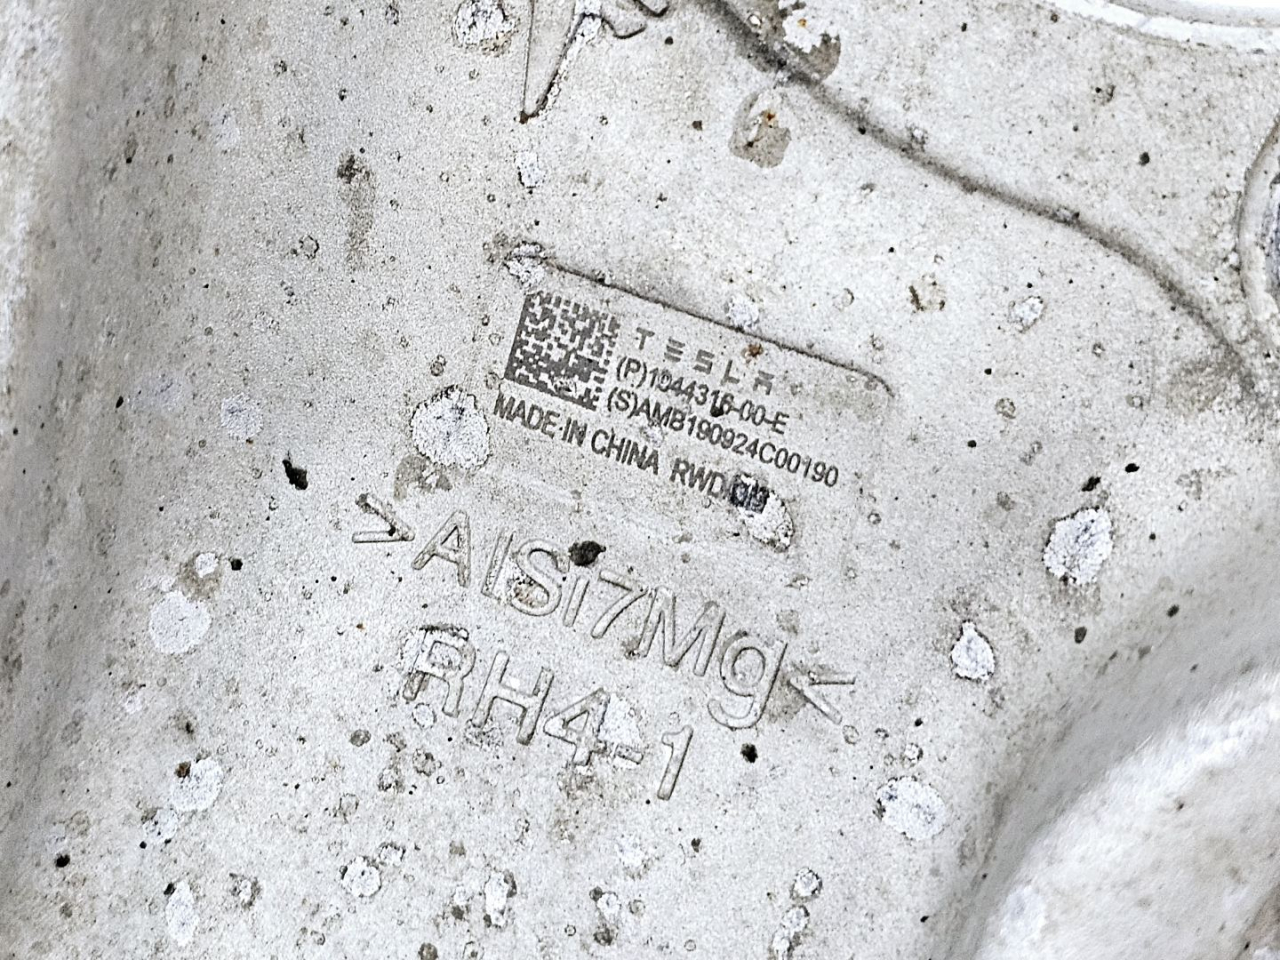 TESLA
(P)1044316-00-E
(S)AMB190924C00190
MADE IN CHINA RWD
>AlSi7Mg<
RH4-1